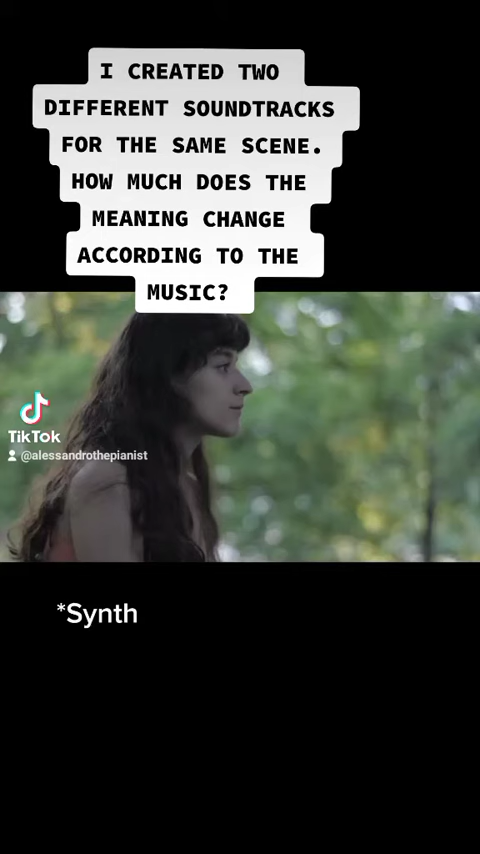 I CREATED TWO
DIFFERENT SOUNDTRACKS
FOR THE SAME SCENE.
HOW MUCH DOES THE
MEANING CHANGE
ACCORDING TO THE
MUSIC?
TikTok
@alessandrothepianist
*Synth